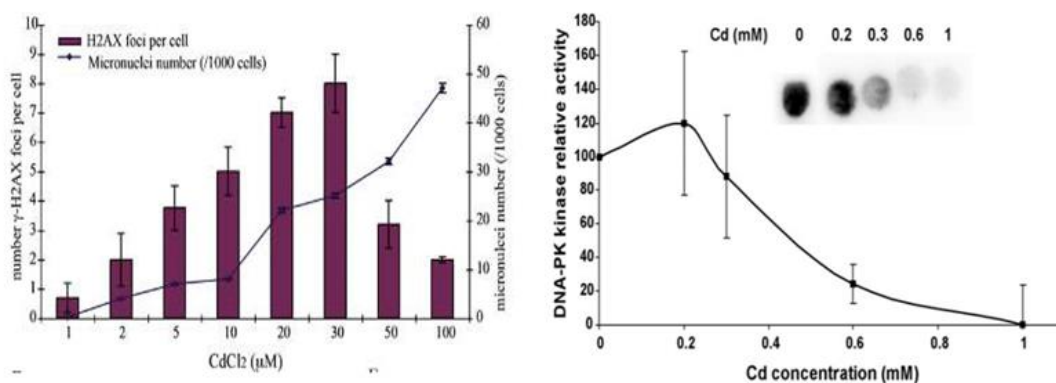 number γ-H2AX foci per cell
10
9
8
7
6
5
4
3
2
1
0
H2AX foci per cell
Micronuclei number (/1000 cells)
60
50
40
30
20
10
0
micronulcei number (/1000 cells)
1 2 5 10 20 30 50 100
CdCl2 (µM)
DNA-PK kinase relative activity
180
160
140
120
100
80
60
40
20
0
Cd (mM) 0 0.2 0.3 0.6 1
0 0.2 0.4 0.6 0.8 1
Cd concentration (mM)